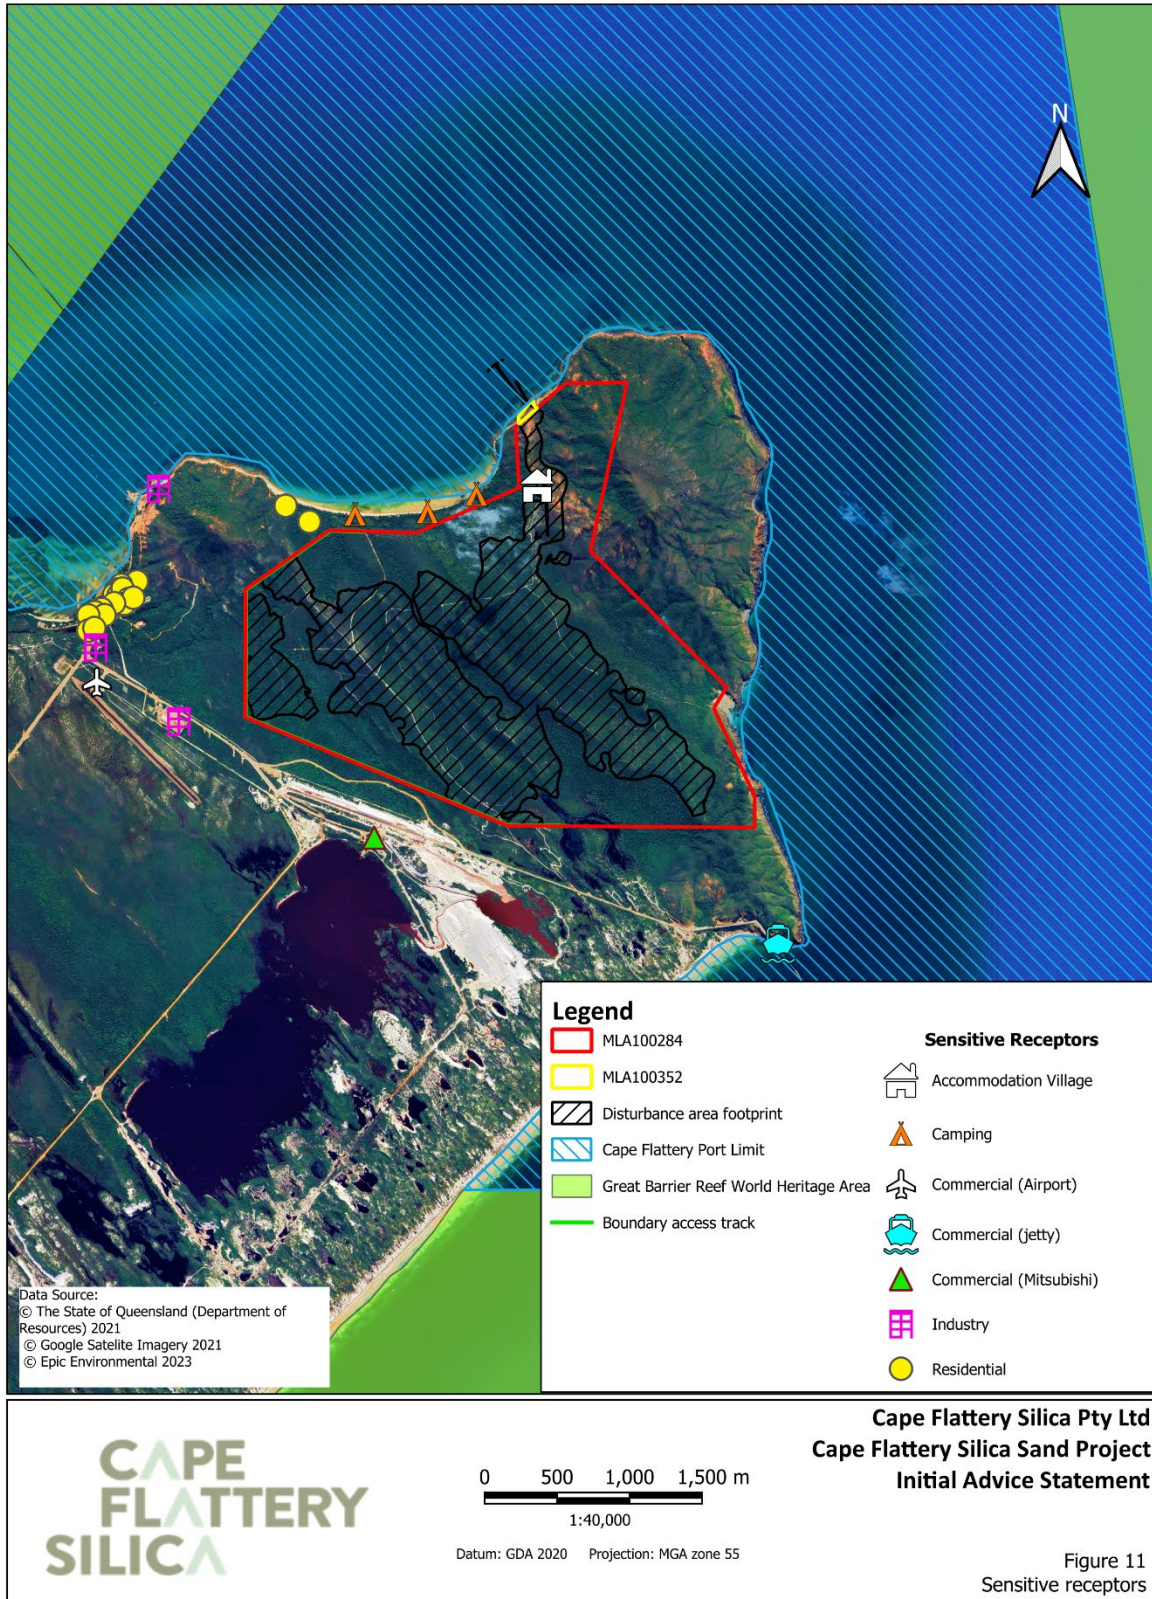 N
Legend
MLA100284
MLA100352
Disturbance area footprint
Cape Flattery Port Limit
Great Barrier Reef World Heritage Area
Boundary access track
Sensitive Receptors
Accommodation Village
Camping
Commercial (Airport)
Commercial (jetty)
Commercial (Mitsubishi)
Industry
Residential
Data Source:
© The State of Queensland (Department of
Resources) 2021
© Google Satelite Imagery 2021
© Epic Environmental 2023
CAPE
FLATTERY
SILICA
0 500 1,000 1,500 m
1:40,000
Datum: GDA 2020 Projection: MGA zone 55
Cape Flattery Silica Pty Ltd
Cape Flattery Silica Sand Project
Initial Advice Statement
Figure 11
Sensitive receptors